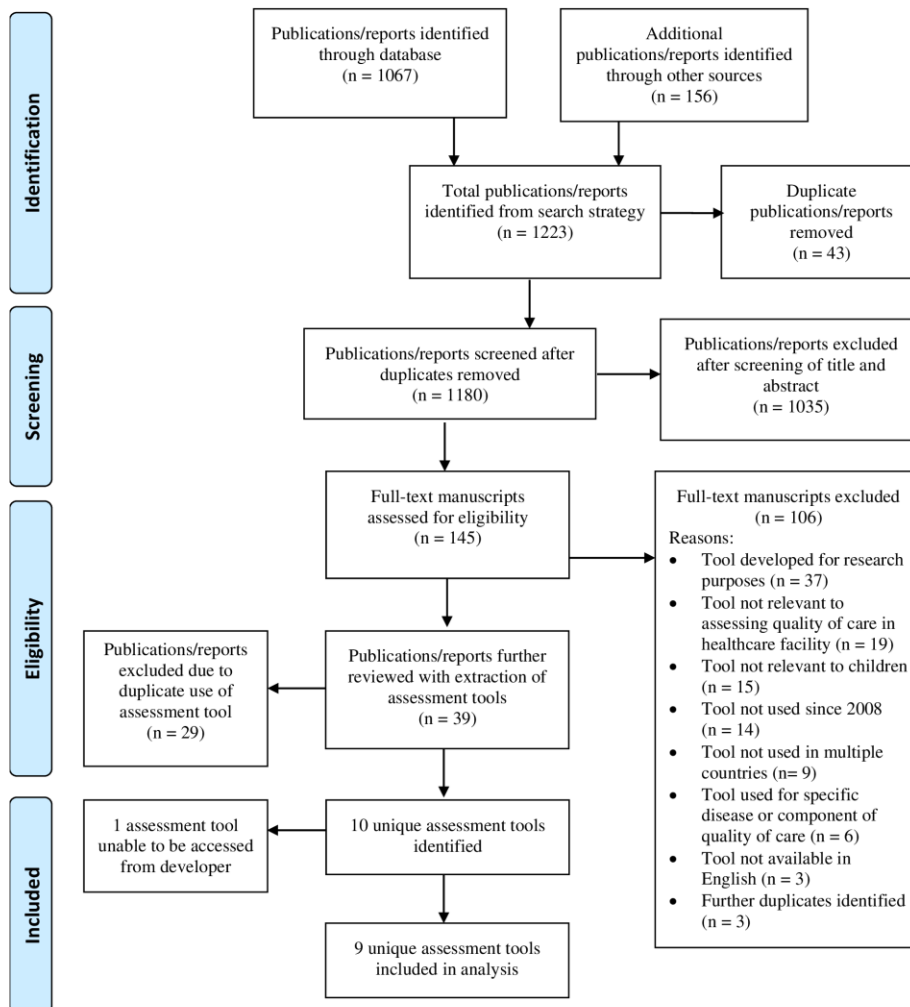 Identification
Publications/reports identified
through database
(n = 1067)
Additional
publications/reports identified
through other sources
(n = 156)
Total publications/reports
identified from search strategy
(n = 1223)
Duplicate
publications/reports
removed
(n = 43)
Screening
Publications/reports screened after
duplicates removed
(n = 1180)
Publications/reports excluded
after screening of title and
abstract
(n = 1035)
Eligibility
Full-text manuscripts
assessed for eligibility
(n = 145)
Full-text manuscripts excluded
(n = 106)
Reasons:
• Tool developed for research
purposes (n = 37)
• Tool not relevant to
assessing quality of care in
healthcare facility (n = 19)
• Tool not relevant to children
(n = 15)
• Tool not used since 2008
(n = 14)
• Tool not used in multiple
countries (n= 9)
• Tool used for specific
disease or component of
quality of care (n = 6)
• Tool not available in
English (n = 3)
• Further duplicates identified
(n = 3)
Publications/reports
excluded due to
duplicate use of
assessment tool
(n = 29)
Publications/reports further
reviewed with extraction of
assessment tools
(n = 39)
Included
1 assessment tool
unable to be accessed
from developer
10 unique assessment tools
identified
9 unique assessment tools
included in analysis